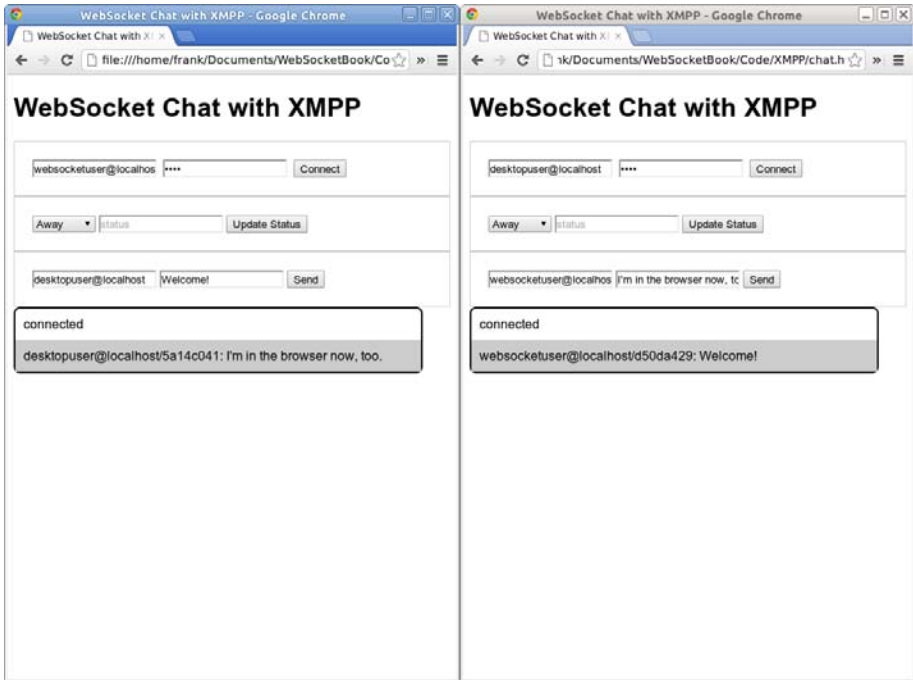 WebSocket Chat with XMPP - Google Chrome
WebSocket Chat with X
file:///home/frank/Documents/WebSocketBook/Co
»
WebSocket Chat with XMPP
websocketuser@localhos
••••
Connect
Away
status
Update Status
desktopuser@localhost
Welcome!
Send
connected
desktopuser@localhost/5a14c041: I'm in the browser now, too.
WebSocket Chat with XMPP - Google Chrome
WebSocket Chat with X
nk/Documents/WebSocketBook/Code/XMPP/chat.h
»
WebSocket Chat with XMPP
desktopuser@localhost
••••
Connect
Away
status
Update Status
websocketuser@localhos
I'm in the browser now, to
Send
connected
websocketuser@localhost/d50da429: Welcome!